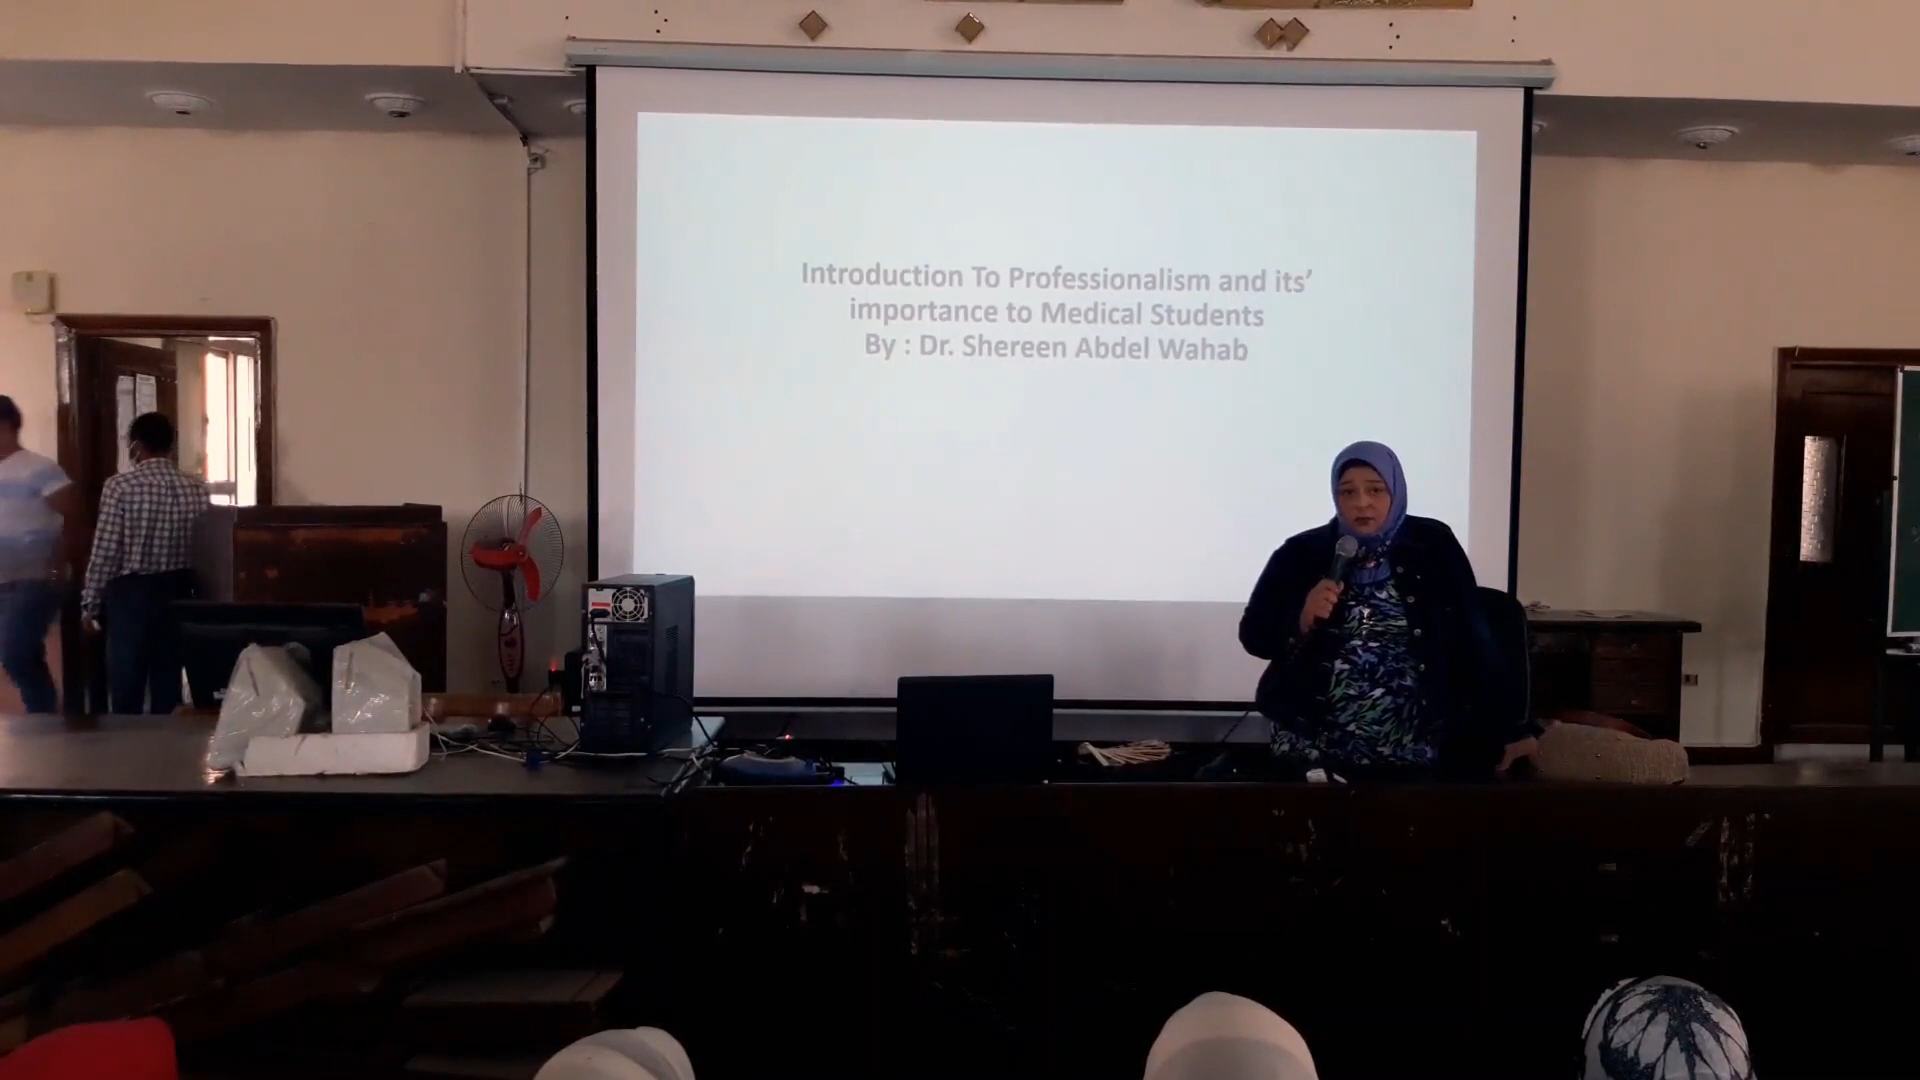 Introduction To Professionalism and its’
importance to Medical Students
By : Dr. Shereen Abdel Wahab